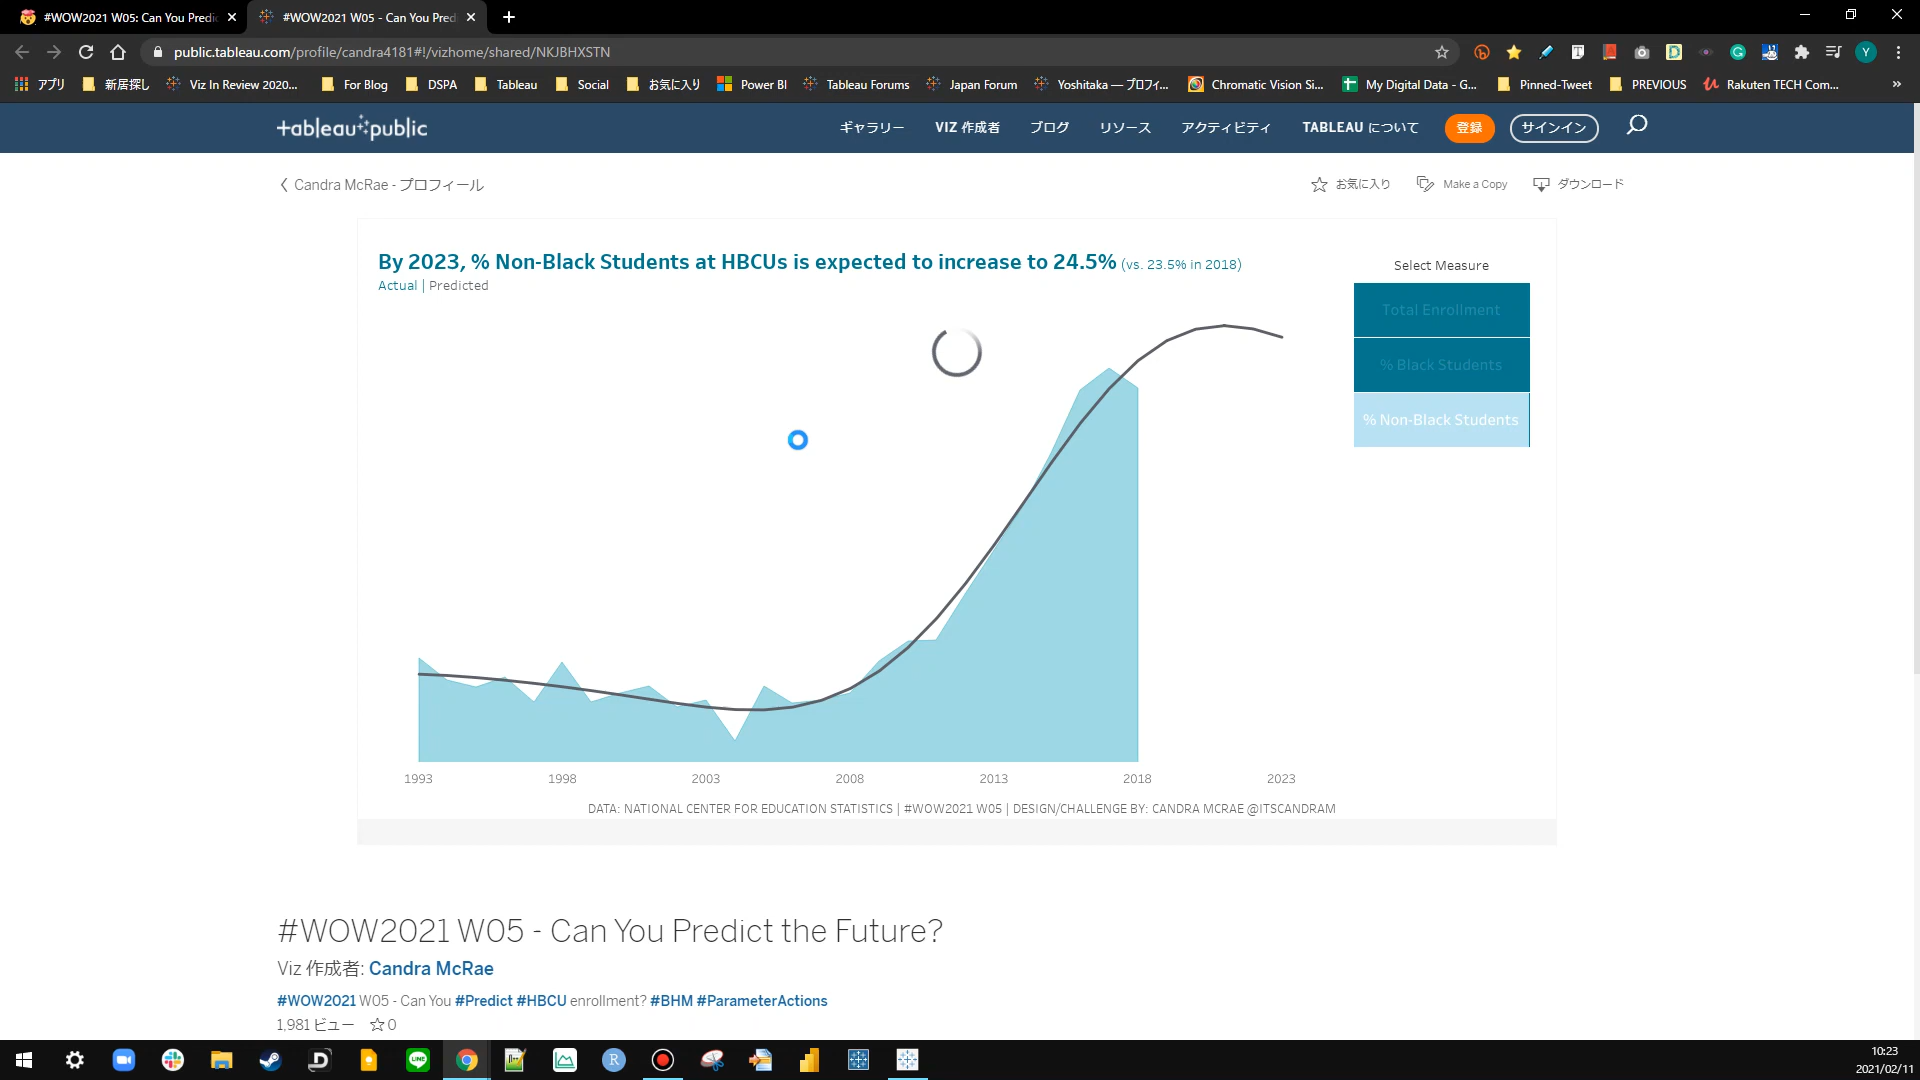 #WOW2021 W05: Can You Predic
#WOW2021 W05 - Can You Pred
public.tableau.com/profile/candra4181#!/vizhome/shared/NKJBHXSTN
アプリ 新居探し Viz In Review 2020... For Blog DSPA Tableau Social お気に入り Power BI Tableau Forums Japan Forum Yoshitaka — プロフィ... Chromatic Vision Si... My Digital Data - G... Pinned-Tweet PREVIOUS Rakuten TECH Com... »
tableau public
ギャラリー VIZ 作成者 ブログ リソース アクティビティ TABLEAU について 登録 サインイン
Candra McRae - プロフィール
お気に入り Make a Copy ダウンロード
By 2023, % Non-Black Students at HBCUs is expected to increase to 24.5% (vs. 23.5% in 2018)
Actual | Predicted
Select Measure
Total Enrollment
% Black Students
% Non-Black Students
1993 1998 2003 2008 2013 2018 2023
DATA: NATIONAL CENTER FOR EDUCATION STATISTICS | #WOW2021 W05 | DESIGN/CHALLENGE BY: CANDRA MCRAE @ITSCANDRAM
#WOW2021 W05 - Can You Predict the Future?
Viz 作成者: Candra McRae
#WOW2021 W05 - Can You #Predict #HBCU enrollment? #BHM #ParameterActions
1,981 ビュー ☆0
10:23
2021/02/11